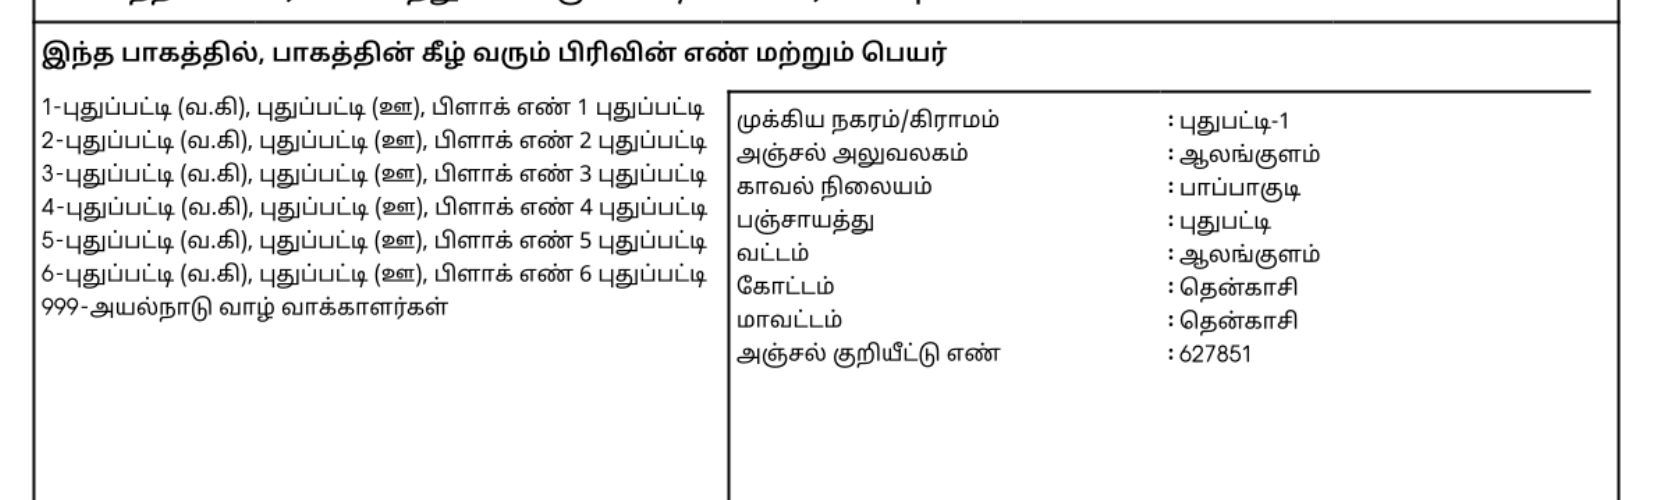 இந்த பாகத்தில், பாகத்தின் கீழ் வரும் பிரிவின் எண் மற்றும் பெயர்
1-புதுப்பட்டி (வ.கி), புதுப்பட்டி (ஊ), பிளாக் எண் 1 புதுப்பட்டி
2-புதுப்பட்டி (வ.கி), புதுப்பட்டி (ஊ), பிளாக் எண் 2 புதுப்பட்டி
3-புதுப்பட்டி (வ.கி), புதுப்பட்டி (ஊ), பிளாக் எண் 3 புதுப்பட்டி
4-புதுப்பட்டி (வ.கி), புதுப்பட்டி (ஊ), பிளாக் எண் 4 புதுப்பட்டி
5-புதுப்பட்டி (வ.கி), புதுப்பட்டி (ஊ), பிளாக் எண் 5 புதுப்பட்டி
6-புதுப்பட்டி (வ.கி), புதுப்பட்டி (ஊ), பிளாக் எண் 6 புதுப்பட்டி
999-அயல்நாடு வாழ் வாக்காளர்கள்
முக்கிய நகரம்/கிராமம் : புதுபட்டி-1
அஞ்சல் அலுவலகம் : ஆலங்குளம்
காவல் நிலையம் : பாப்பாகுடி
பஞ்சாயத்து : புதுபட்டி
வட்டம் : ஆலங்குளம்
கோட்டம் : தென்காசி
மாவட்டம் : தென்காசி
அஞ்சல் குறியீட்டு எண் : 627851